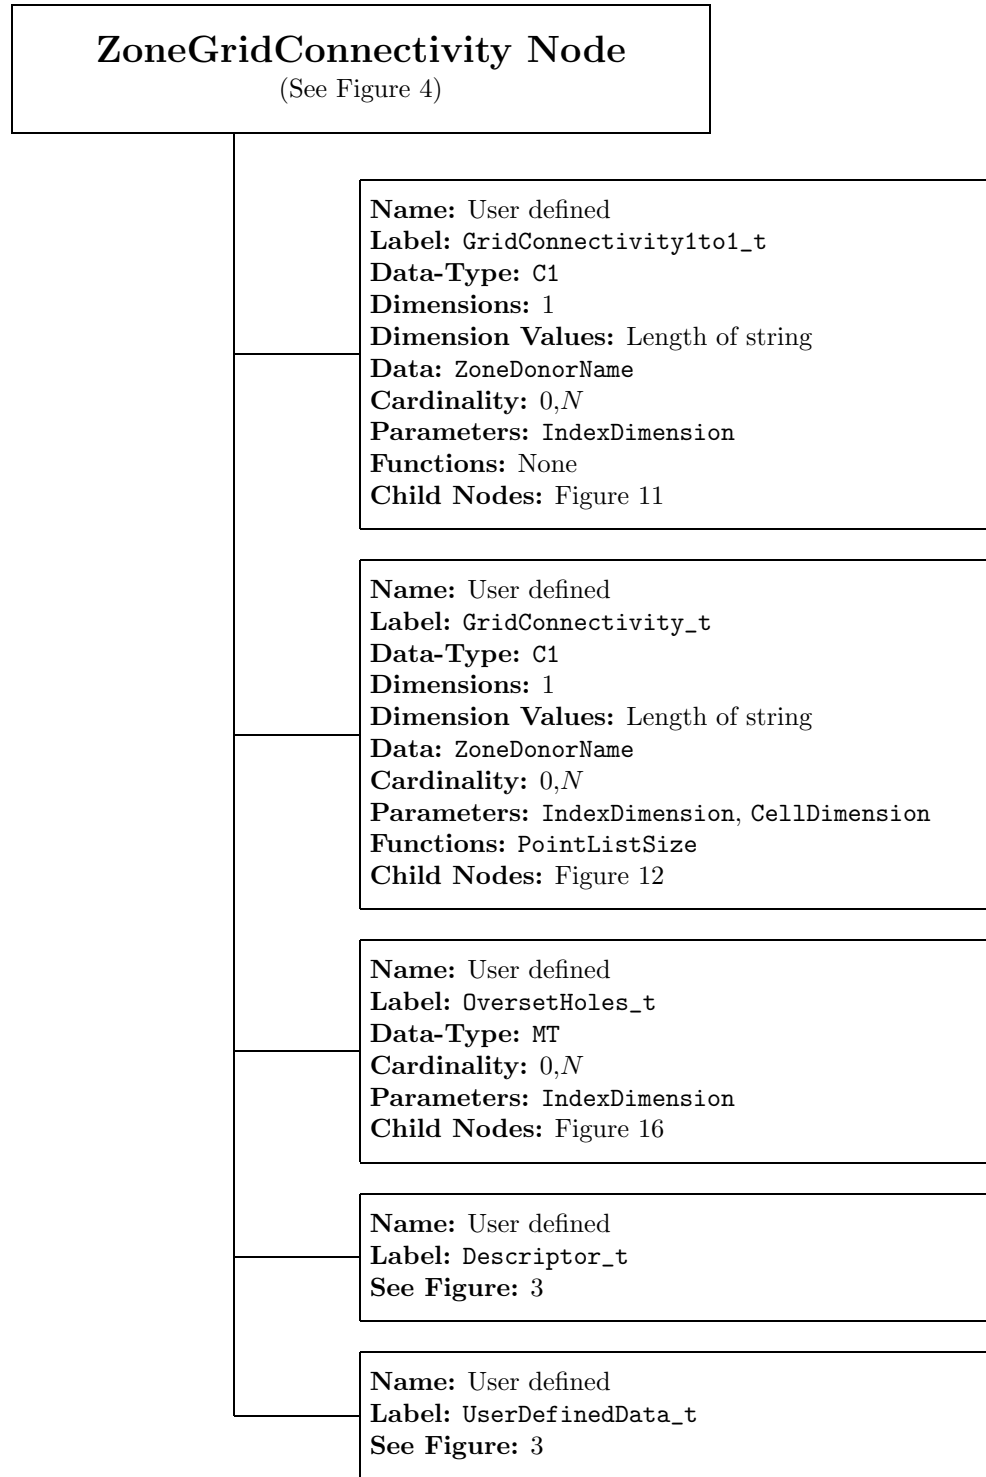 ZoneGridConnectivity Node
(See Figure 4)
Name: User defined
Label: GridConnectivity1to1_t
Data-Type: C1
Dimensions: 1
Dimension Values: Length of string
Data: ZoneDonorName
Cardinality: 0,N
Parameters: IndexDimension
Functions: None
Child Nodes: Figure 11
Name: User defined
Label: GridConnectivity_t
Data-Type: C1
Dimensions: 1
Dimension Values: Length of string
Data: ZoneDonorName
Cardinality: 0,N
Parameters: IndexDimension, CellDimension
Functions: PointListSize
Child Nodes: Figure 12
Name: User defined
Label: OversetHoles_t
Data-Type: MT
Cardinality: 0,N
Parameters: IndexDimension
Child Nodes: Figure 16
Name: User defined
Label: Descriptor_t
See Figure: 3
Name: User defined
Label: UserDefinedData_t
See Figure: 3